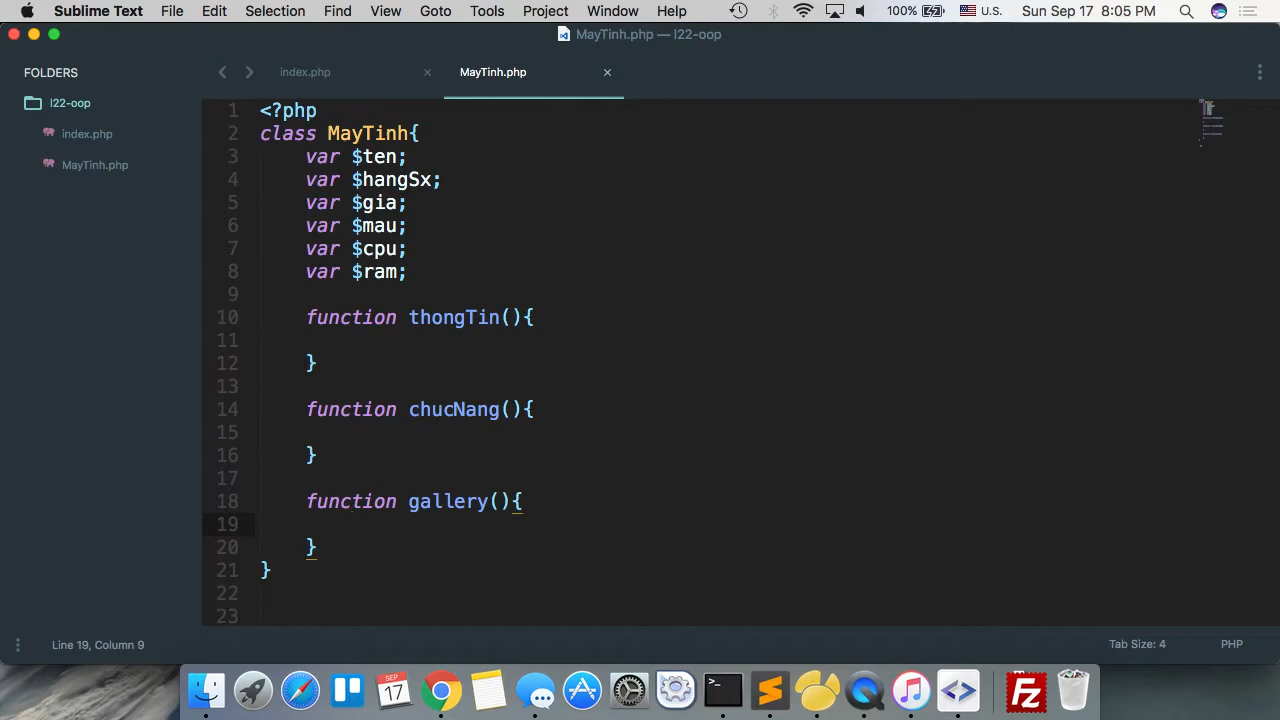 Sublime Text File Edit Selection Find View Goto Tools Project Window Help 100% U.S. Sun Sep 17 8:05 PM
MayTinh.php — l22-oop
FOLDERS
l22-oop
index.php
MayTinh.php
index.php × MayTinh.php ×
1 <?php
2 class MayTinh{
3 var $ten;
4 var $hangSx;
5 var $gia;
6 var $mau;
7 var $cpu;
8 var $ram;
9
10 function thongTin(){
11
12 }
13
14 function chucNang(){
15
16 }
17
18 function gallery(){
19
20 }
21 }
22
23
Line 19, Column 9 Tab Size: 4 PHP
SEP
17
>_
Fz